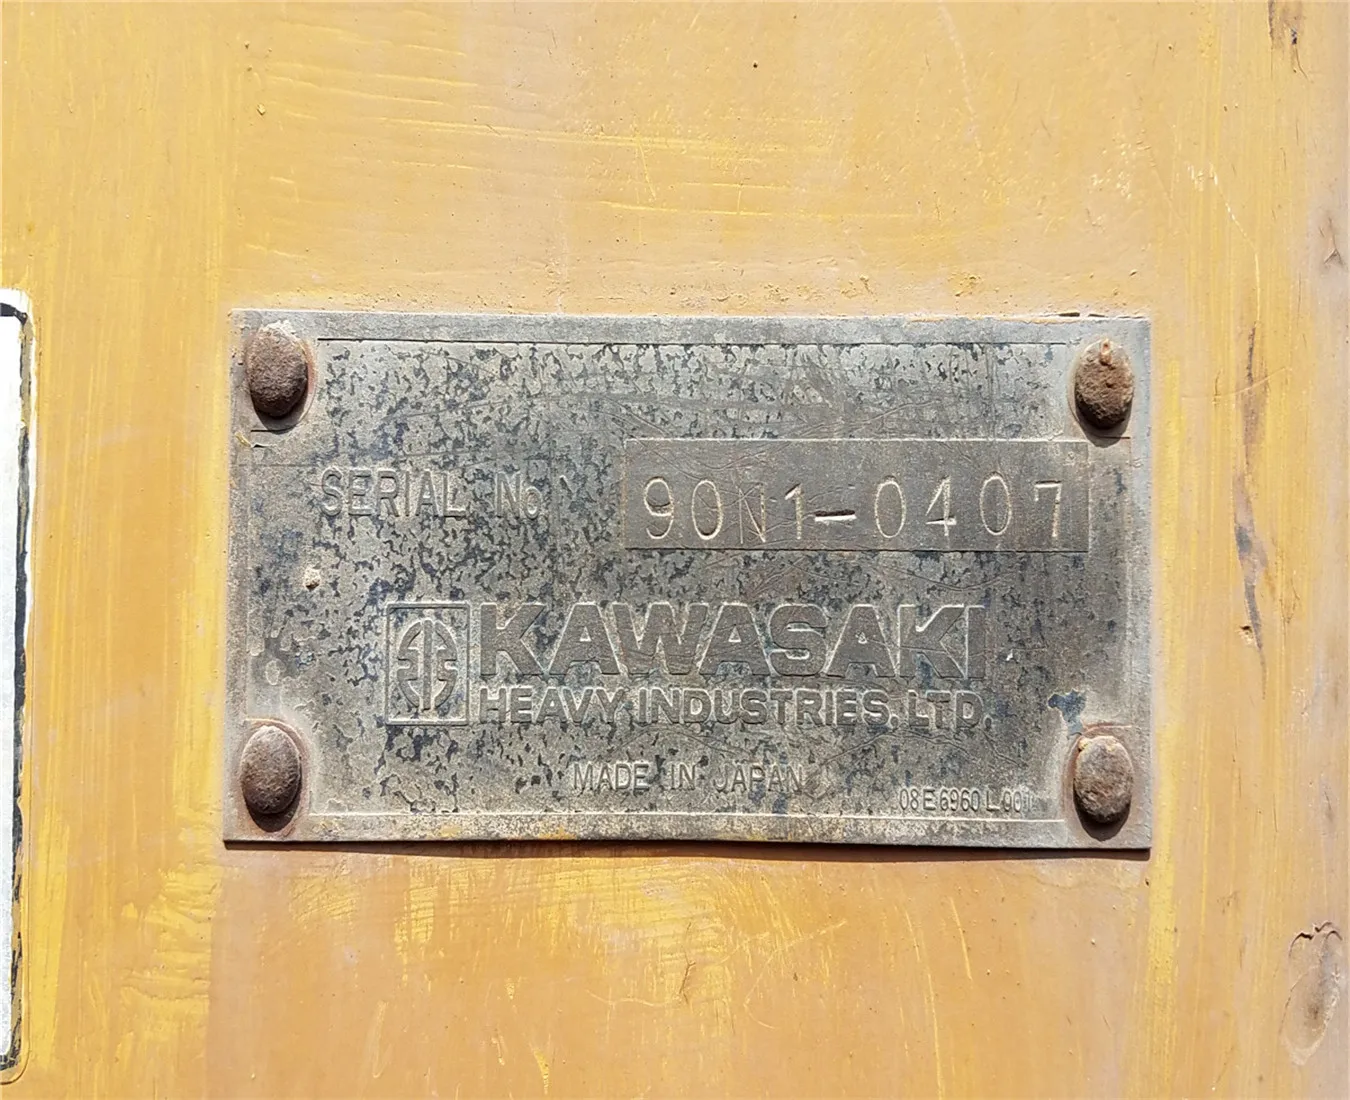 SERIAL No 90N1-0407
KAWASAKI
HEAVY INDUSTRIES, LTD.
MADE IN JAPAN
08E6960L001